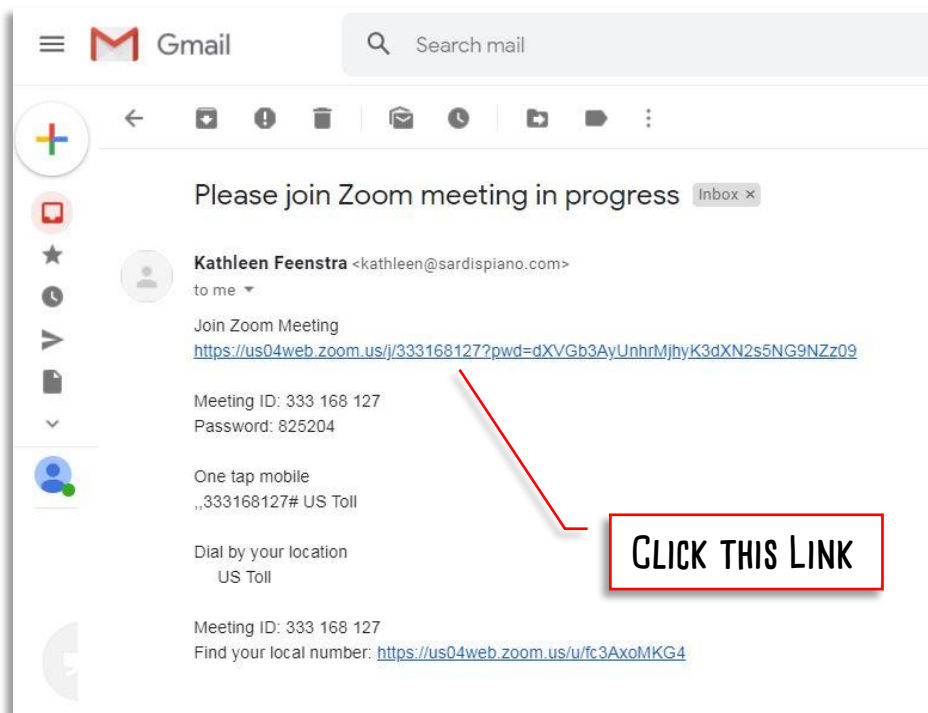 Gmail
Search mail
Please join Zoom meeting in progress Inbox ×
Kathleen Feenstra <kathleen@sardispiano.com>
to me
Join Zoom Meeting
https://us04web.zoom.us/j/333168127?pwd=dXVGb3AyUnhrMjhyK3dXN2s5NG9NZz09
Meeting ID: 333 168 127
Password: 825204
One tap mobile
,,333168127# US Toll
Dial by your location
US Toll
CLICK THIS LINK
Meeting ID: 333 168 127
Find your local number: https://us04web.zoom.us/u/fc3AxoMKG4